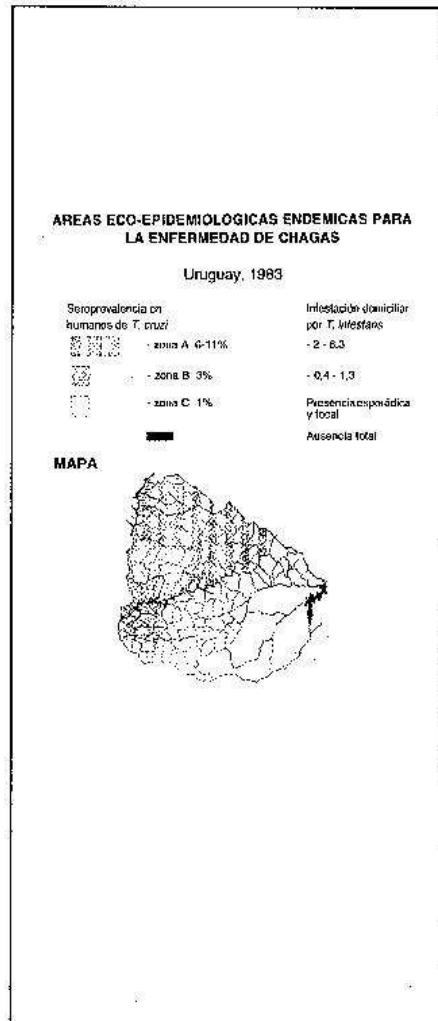 AREAS ECO-EPIDEMIOLOGICAS ENDEMICAS PARA
LA ENFERMEDAD DE CHAGAS
Uruguay, 1983
Seroprevalencia en
humanos de T. cruzi
Infestación domiciliar
por T. infestans
- zona A 6-11%
- 2 - 6.3
- zona B 3%
- 0,4 - 1,3
- zona C 1%
Presencia esporádica
y focal
Ausencia total
MAPA